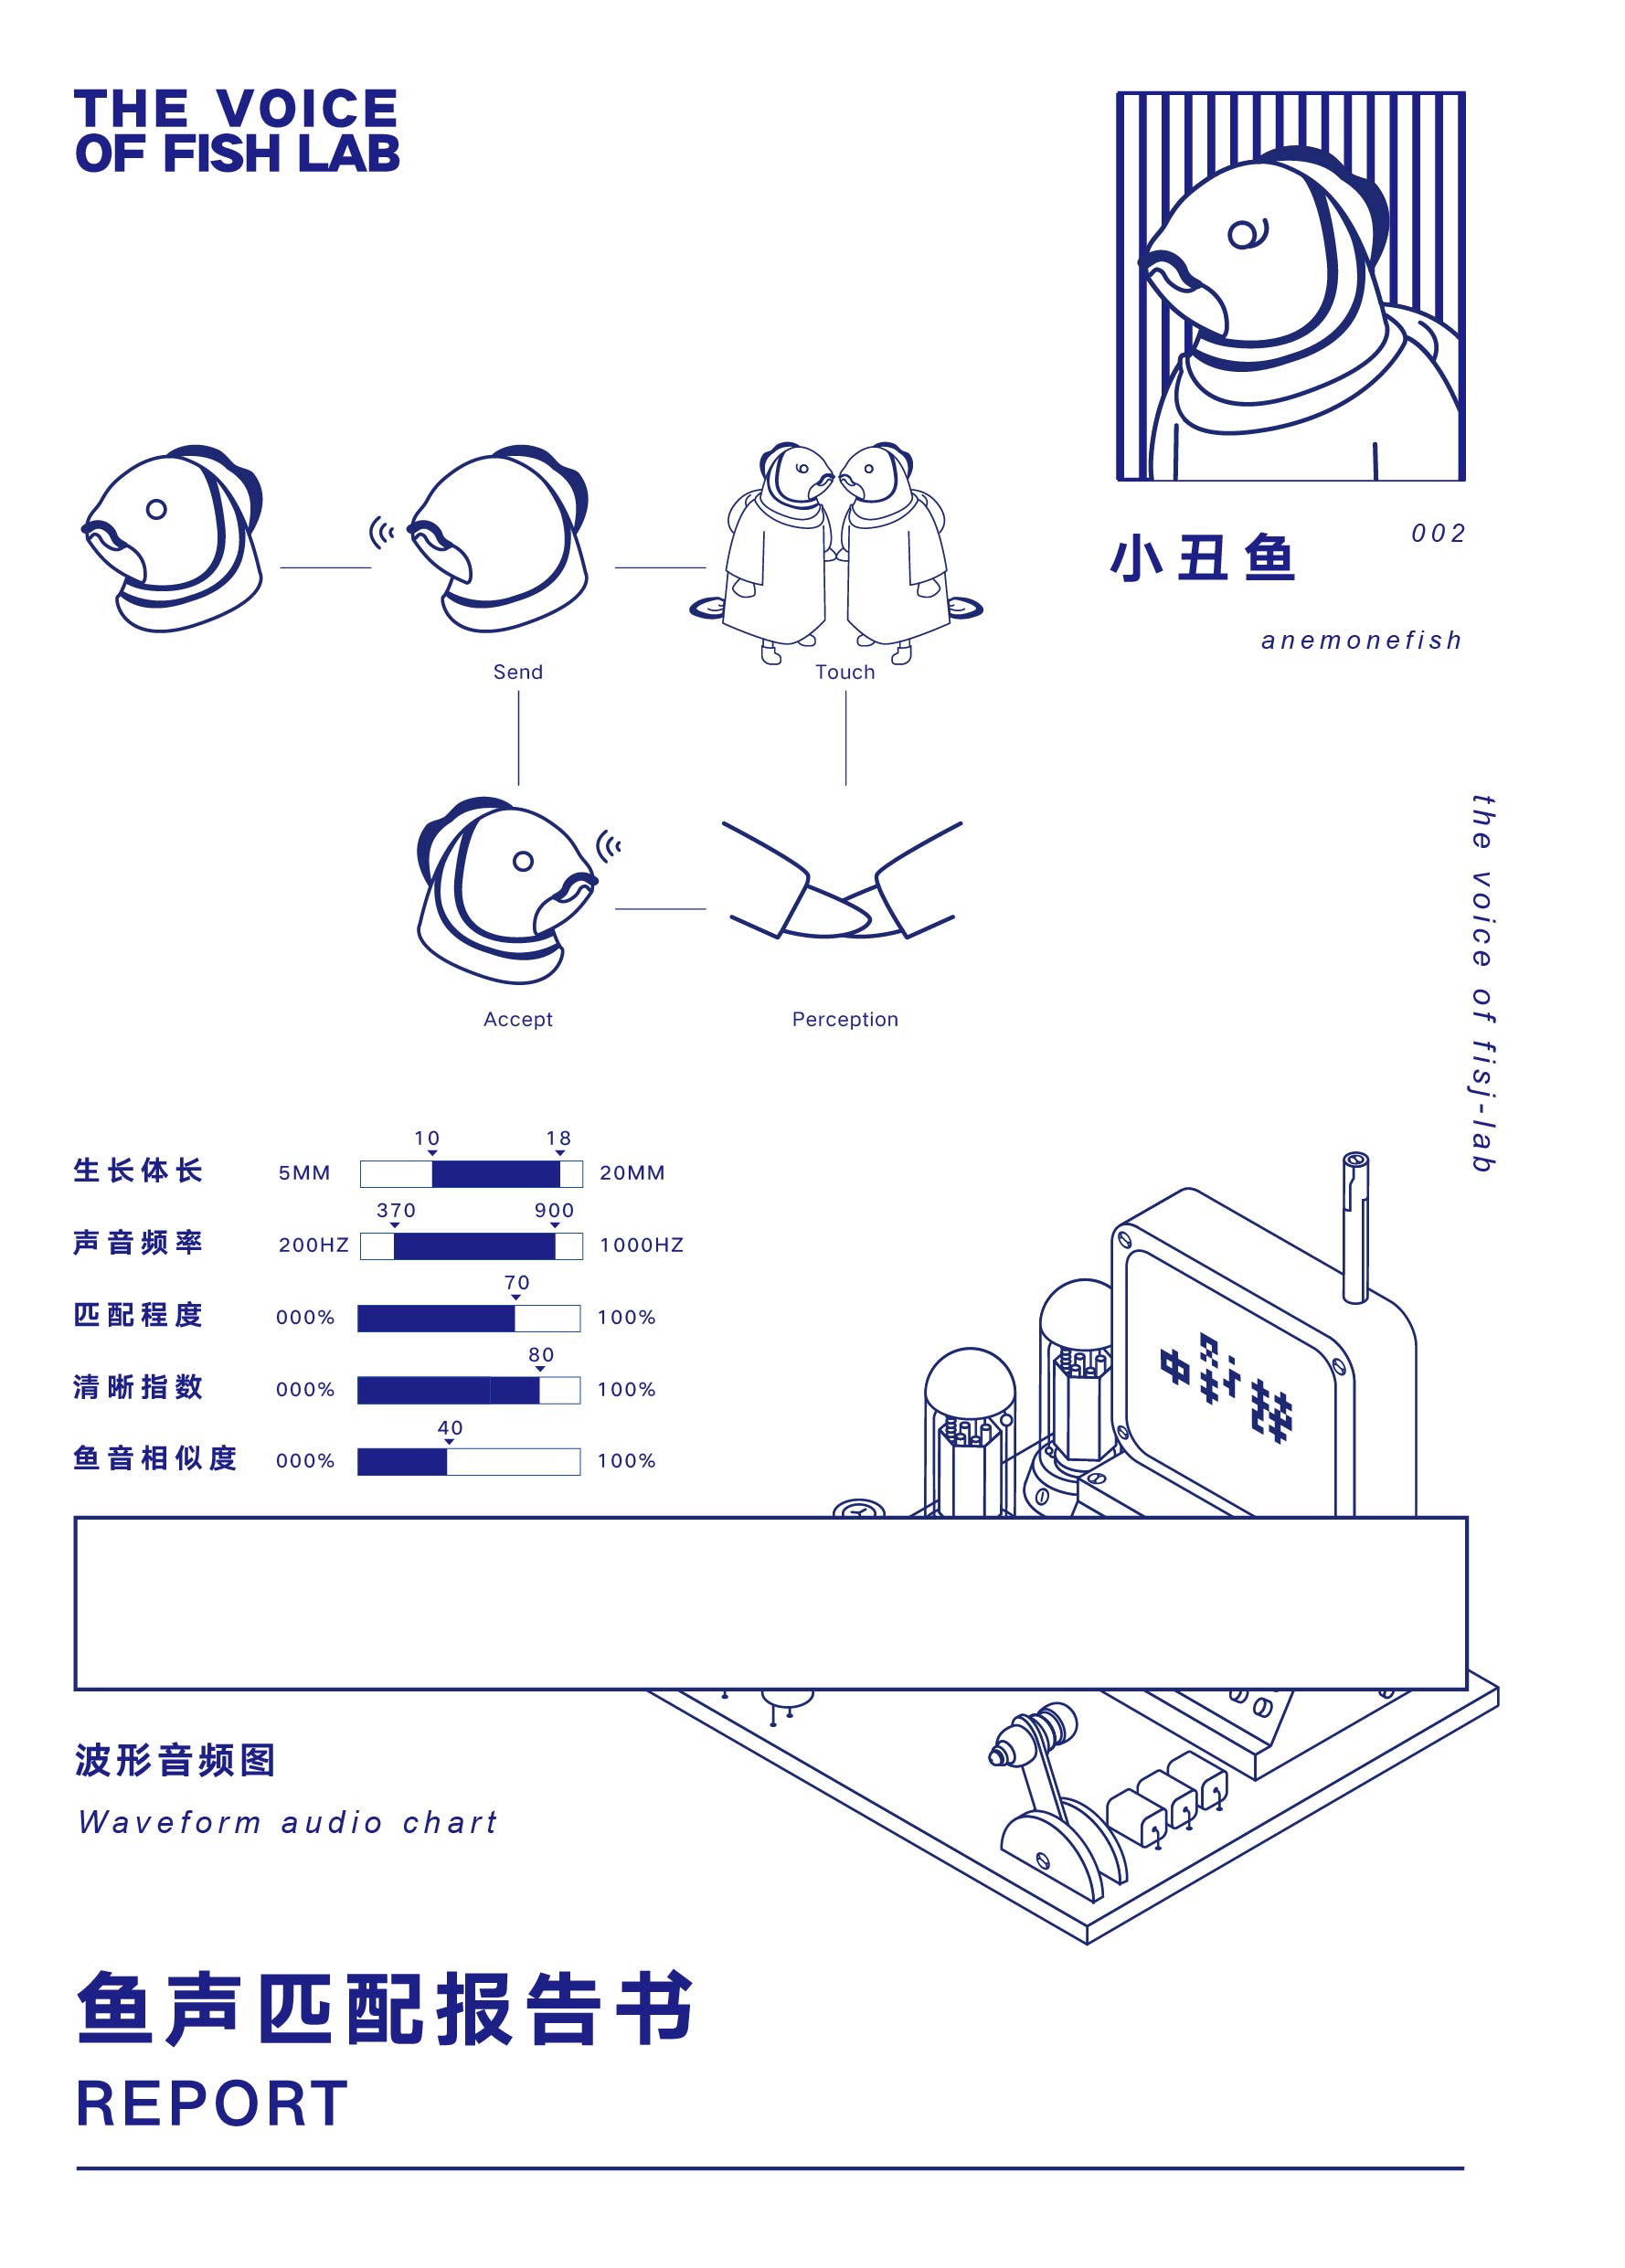 THE VOICE
OF FISH LAB
002
小丑鱼
anemonefish
Send
Touch
Accept
Perception
the voice of fisj-lab
10 18
生长体长 5MM 20MM
370 900
声音频率 200HZ 1000HZ
70
匹配程度 000% 100%
80
清晰指数 000% 100%
40
鱼音相似度 000% 100%
波形音频图
Waveform audio chart
鱼声匹配报告书
REPORT